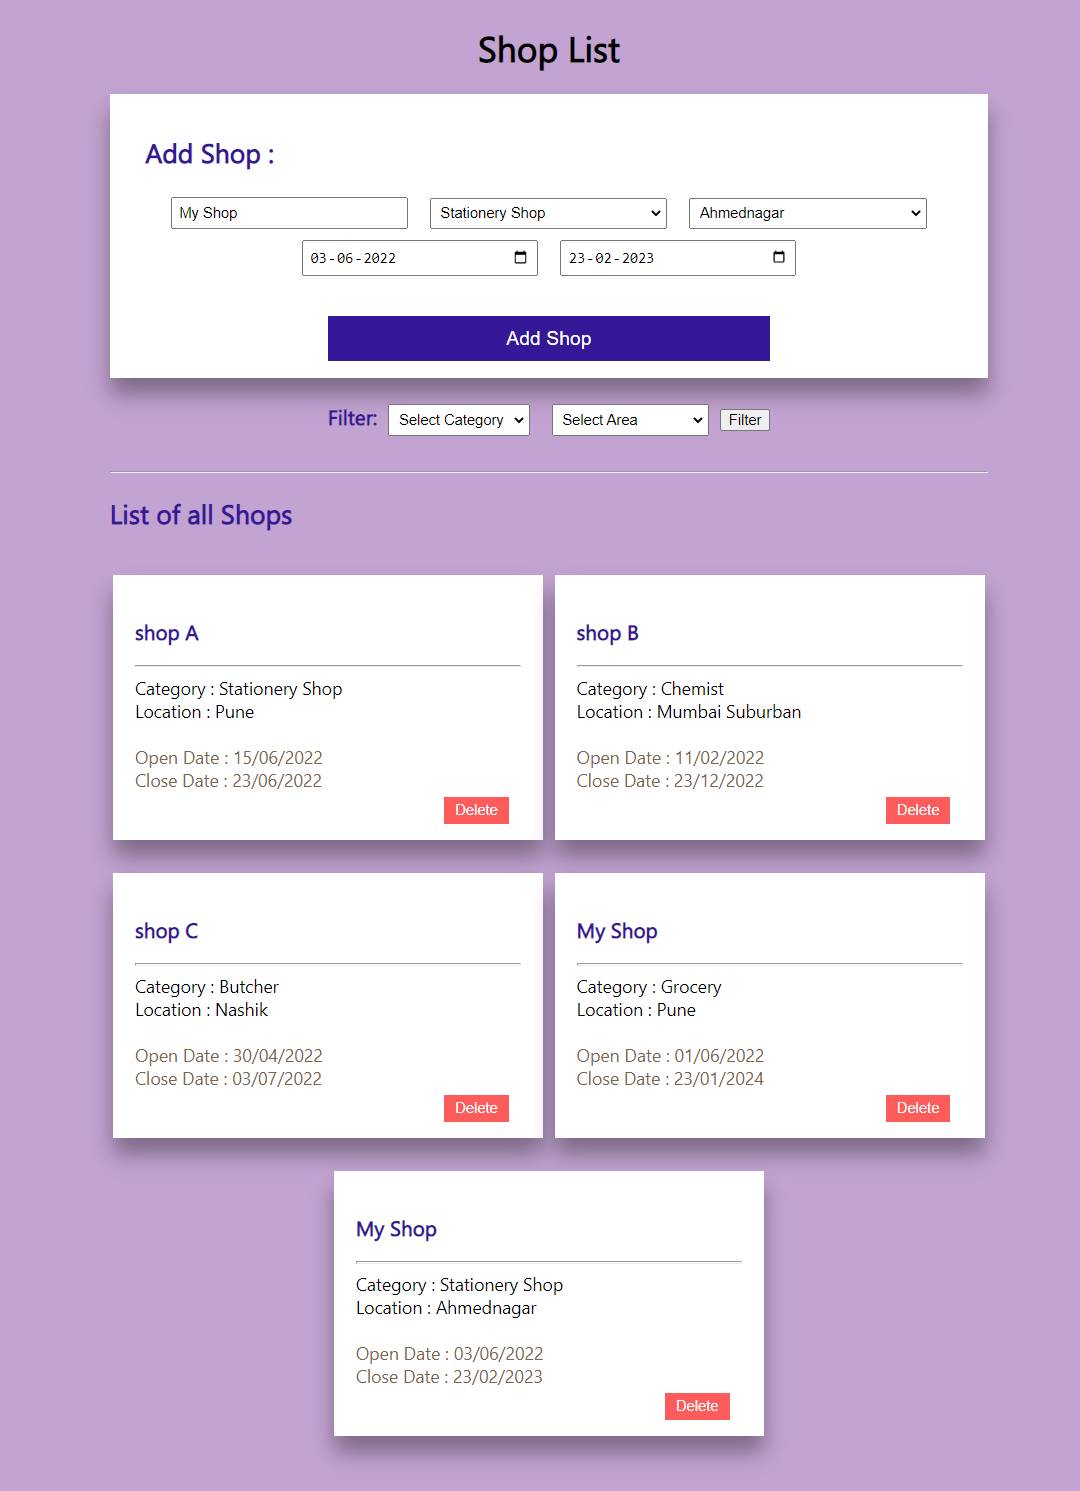 Shop List
Add Shop :
My Shop
Stationery Shop
Ahmednagar
03-06-2022
23-02-2023
Add Shop
Filter:
Select Category
Select Area
Filter
List of all Shops
shop A
Category : Stationery Shop
Location : Pune
Open Date : 15/06/2022
Close Date : 23/06/2022
Delete
shop B
Category : Chemist
Location : Mumbai Suburban
Open Date : 11/02/2022
Close Date : 23/12/2022
Delete
shop C
Category : Butcher
Location : Nashik
Open Date : 30/04/2022
Close Date : 03/07/2022
Delete
My Shop
Category : Grocery
Location : Pune
Open Date : 01/06/2022
Close Date : 23/01/2024
Delete
My Shop
Category : Stationery Shop
Location : Ahmednagar
Open Date : 03/06/2022
Close Date : 23/02/2023
Delete